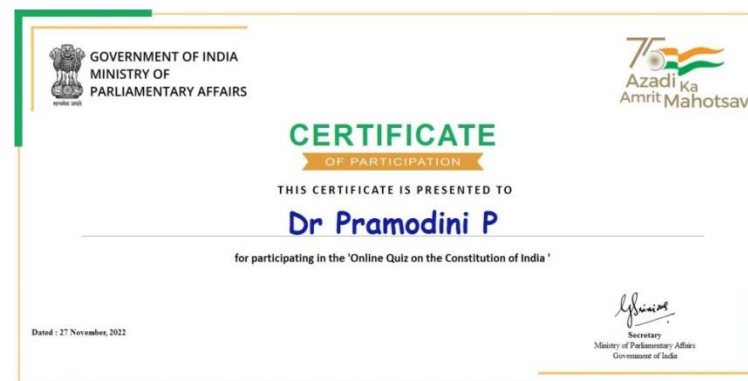 GOVERNMENT OF INDIA
MINISTRY OF
PARLIAMENTARY AFFAIRS
75
Azadi Ka
Amrit Mahotsav
CERTIFICATE
OF PARTICIPATION
THIS CERTIFICATE IS PRESENTED TO
Dr Pramodini P
for participating in the 'Online Quiz on the Constitution of India '
Dated : 27 November, 2022
Secretary
Ministry of Parliamentary Affairs
Government of India